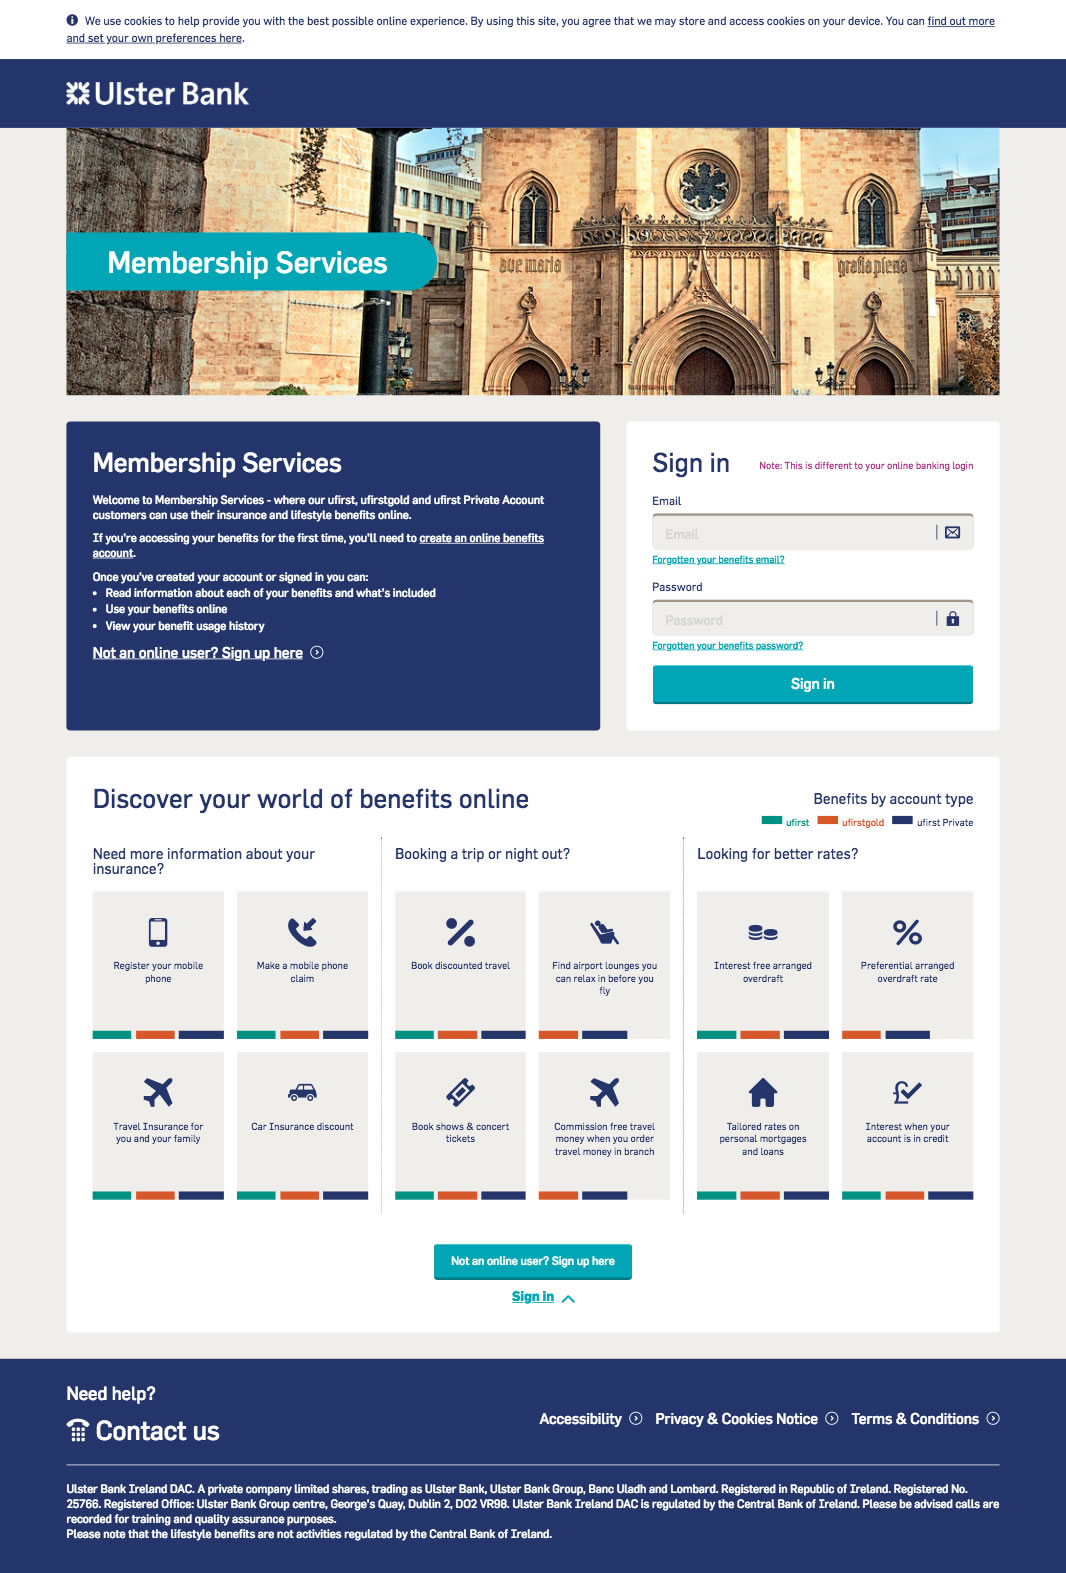 We use cookies to help provide you with the best possible online experience. By using this site, you agree that we may store and access cookies on your device. You can find out more
and set your own preferences here.
Ulster Bank
Membership Services
ave maria
gratia plena
Membership Services
Welcome to Membership Services - where our ufirst, ufirstgold and ufirst Private Account
customers can use their insurance and lifestyle benefits online.
If you're accessing your benefits for the first time, you'll need to create an online benefits
account.
Once you've created your account or signed in you can:
• Read information about each of your benefits and what's included
• Use your benefits online
• View your benefit usage history
Not an online user? Sign up here
Sign in
Note: This is different to your online banking login
Email
Email
Forgotten your benefits email?
Password
Password
Forgotten your benefits password?
Sign in
Discover your world of benefits online
Benefits by account type
ufirst ufirstgold ufirst Private
Need more information about your
insurance?
Register your mobile
phone
Make a mobile phone
claim
Travel Insurance for
you and your family
Car Insurance discount
Booking a trip or night out?
Book discounted travel
Find airport lounges you
can relax in before you
fly
Book shows & concert
tickets
Commission free travel
money when you order
travel money in branch
Looking for better rates?
Interest free arranged
overdraft
Preferential arranged
overdraft rate
Tailored rates on
personal mortgages
and loans
Interest when your
account is in credit
Not an online user? Sign up here
Sign in
Need help?
Contact us
Accessibility Privacy & Cookies Notice Terms & Conditions
Ulster Bank Ireland DAC. A private company limited shares, trading as Ulster Bank, Ulster Bank Group, Banc Uladh and Lombard. Registered in Republic of Ireland. Registered No.
25766. Registered Office: Ulster Bank Group centre, George's Quay, Dublin 2, DO2 VR98. Ulster Bank Ireland DAC is regulated by the Central Bank of Ireland. Please be advised calls are
recorded for training and quality assurance purposes.
Please note that the lifestyle benefits are not activities regulated by the Central Bank of Ireland.